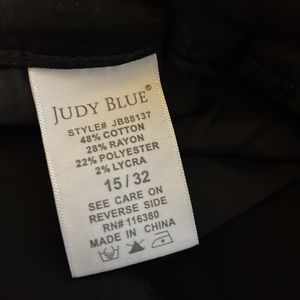 JUDY BLUE®
STYLE# JB88137
48% COTTON
28% RAYON
22% POLYESTER
2% LYCRA
15 / 32
SEE CARE ON
REVERSE SIDE
RN# 116380
MADE IN CHINA